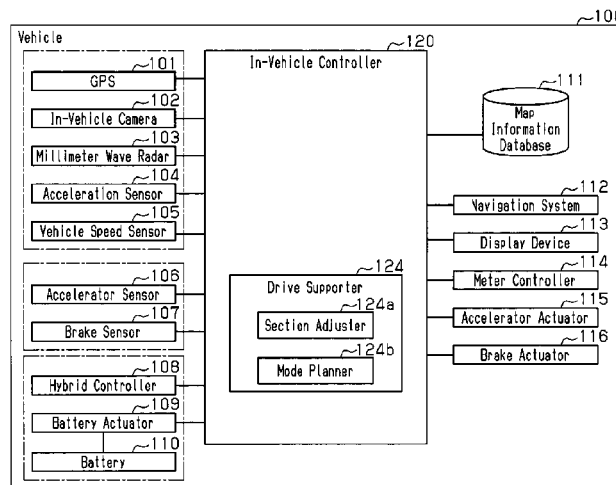 100
Vehicle
120
In-Vehicle Controller
101
GPS
102
In-Vehicle Camera
103
Millimeter Wave Radar
104
Acceleration Sensor
105
Vehicle Speed Sensor
106
Accelerator Sensor
107
Brake Sensor
108
Hybrid Controller
109
Battery Actuator
110
Battery
124
Drive Supporter
124a
Section Adjuster
124b
Mode Planner
111
Map
Information
Database
112
Navigation System
113
Display Device
114
Meter Controller
115
Accelerator Actuator
116
Brake Actuator